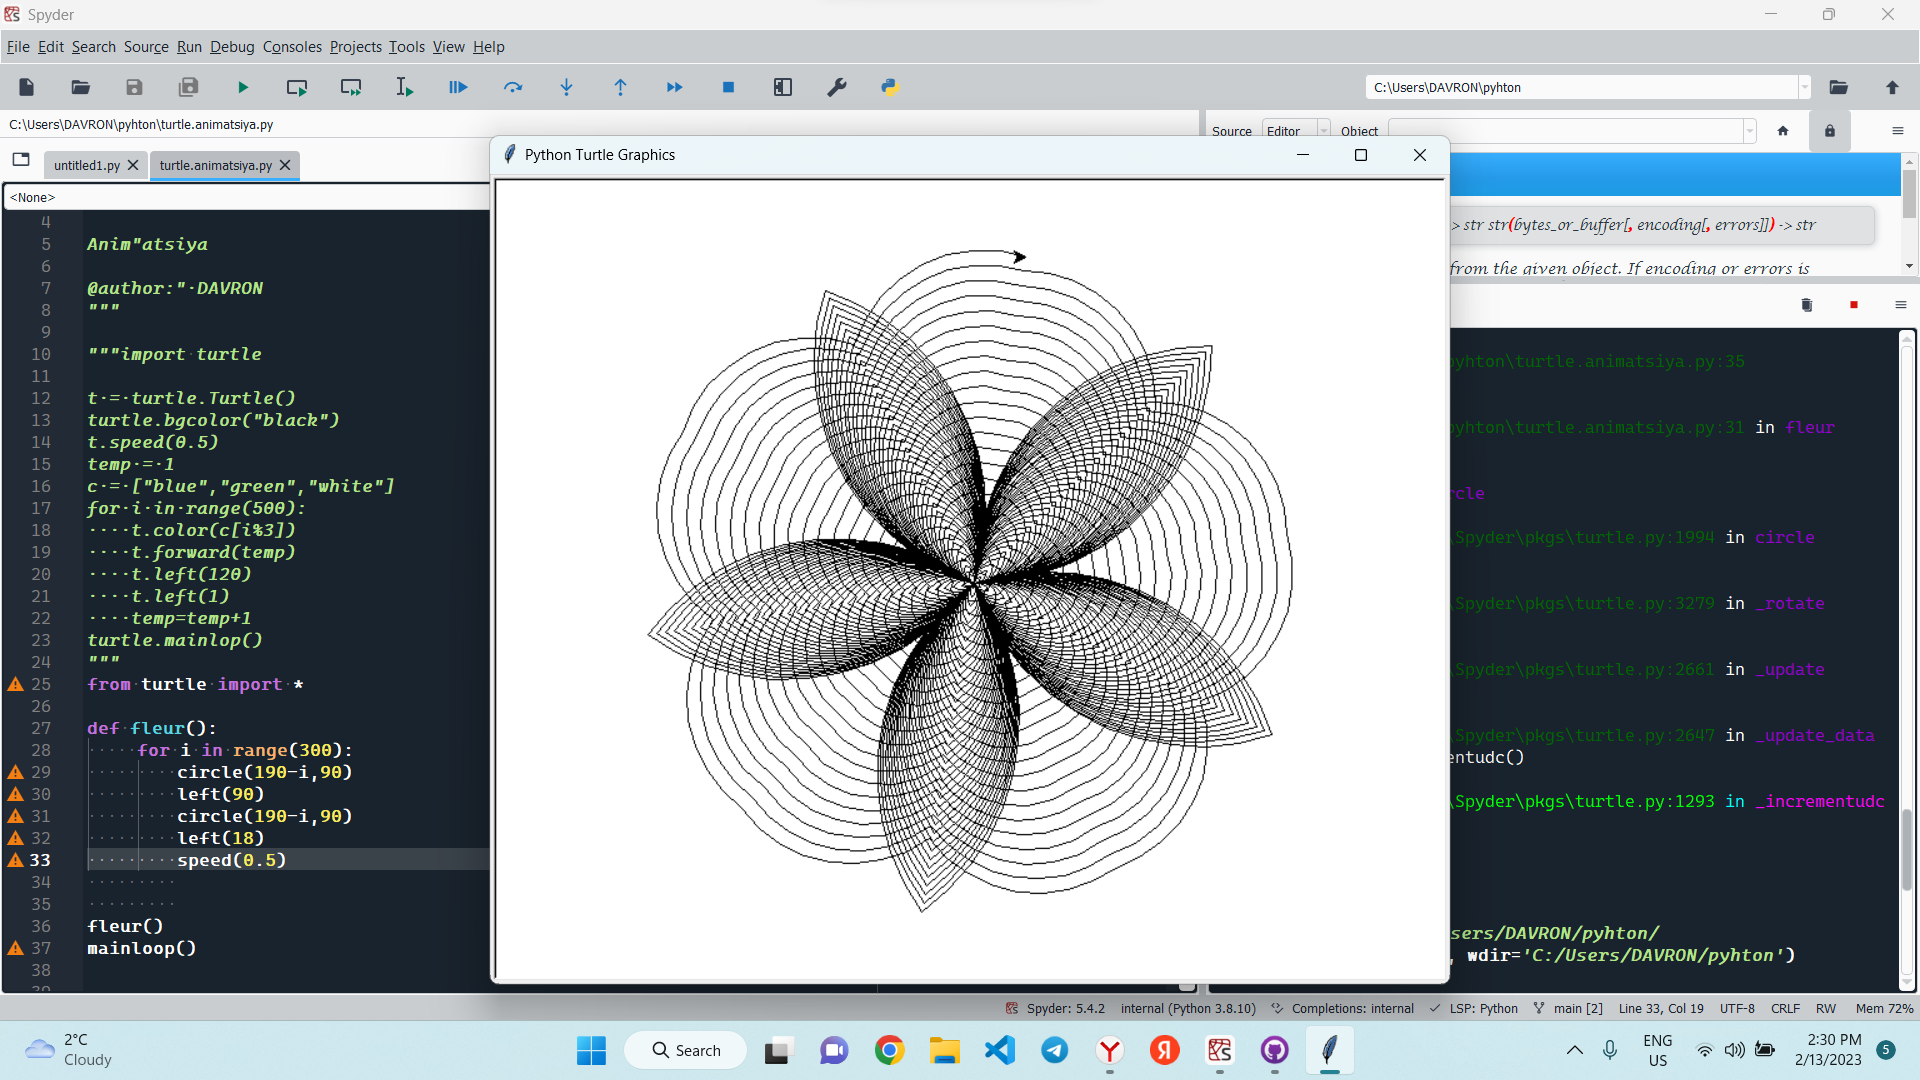 Spyder
File Edit Search Source Run Debug Consoles Projects Tools View Help
C:\Users\DAVRON\pyhton
C:\Users\DAVRON\pyhton\turtle.animatsiya.py
Source Editor Object
untitled1.py turtle.animatsiya.py
<None>
Python Turtle Graphics
4
5 Anim"atsiya
6
7 @author:" DAVRON
8 """
9
10 """import turtle
11
12 t = turtle.Turtle()
13 turtle.bgcolor("black")
14 t.speed(0.5)
15 temp = 1
16 c = ["blue","green","white"]
17 for i in range(500):
18 t.color(c[i%3])
19 t.forward(temp)
20 t.left(120)
21 t.left(1)
22 temp=temp+1
23 turtle.mainlop()
24 """
25 from turtle import *
26
27 def fleur():
28 for i in range(300):
29 circle(190-i,90)
30 left(90)
31 circle(190-i,90)
32 left(18)
33 speed(0.5)
34
35
36 fleur()
37 mainloop()
38
> str str(bytes_or_buffer[, encoding[, errors]]) -> str
from the given object. If encoding or errors is
yhton\turtle.animatsiya.py:35
yhton\turtle.animatsiya.py:31 in fleur
rcle
\Spyder\pkgs\turtle.py:1994 in circle
\Spyder\pkgs\turtle.py:3279 in _rotate
\Spyder\pkgs\turtle.py:2661 in _update
\Spyder\pkgs\turtle.py:2647 in _update_data
entudc()
\Spyder\pkgs\turtle.py:1293 in _incrementudc
sers/DAVRON/pyhton/
, wdir='C:/Users/DAVRON/pyhton')
Spyder: 5.4.2 internal (Python 3.8.10) Completions: internal LSP: Python main [2] Line 33, Col 19 UTF-8 CRLF RW Mem 72%
2°C
Cloudy
Search
ENG
US
2:30 PM
2/13/2023
5